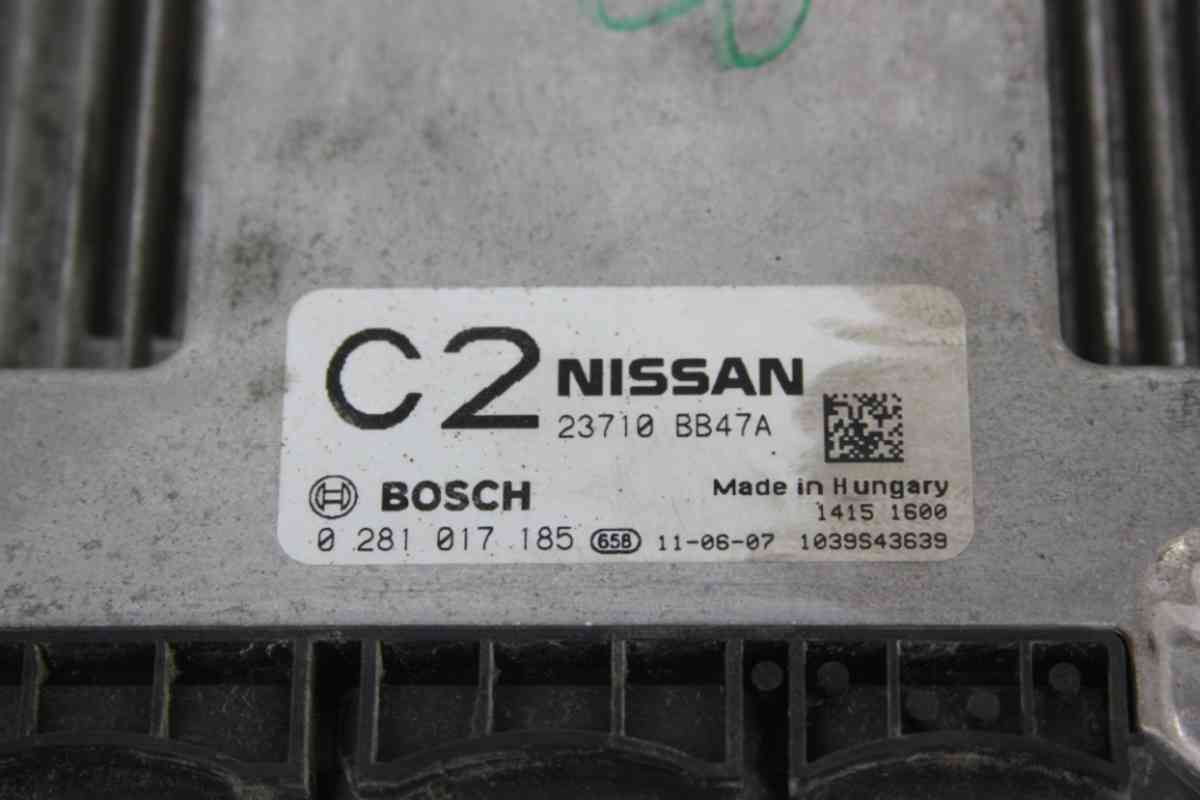 C2 NISSAN
23710 BB47A
BOSCH
Made in Hungary
1415 1600
0 281 017 185 658 11-06-07 1039S43639